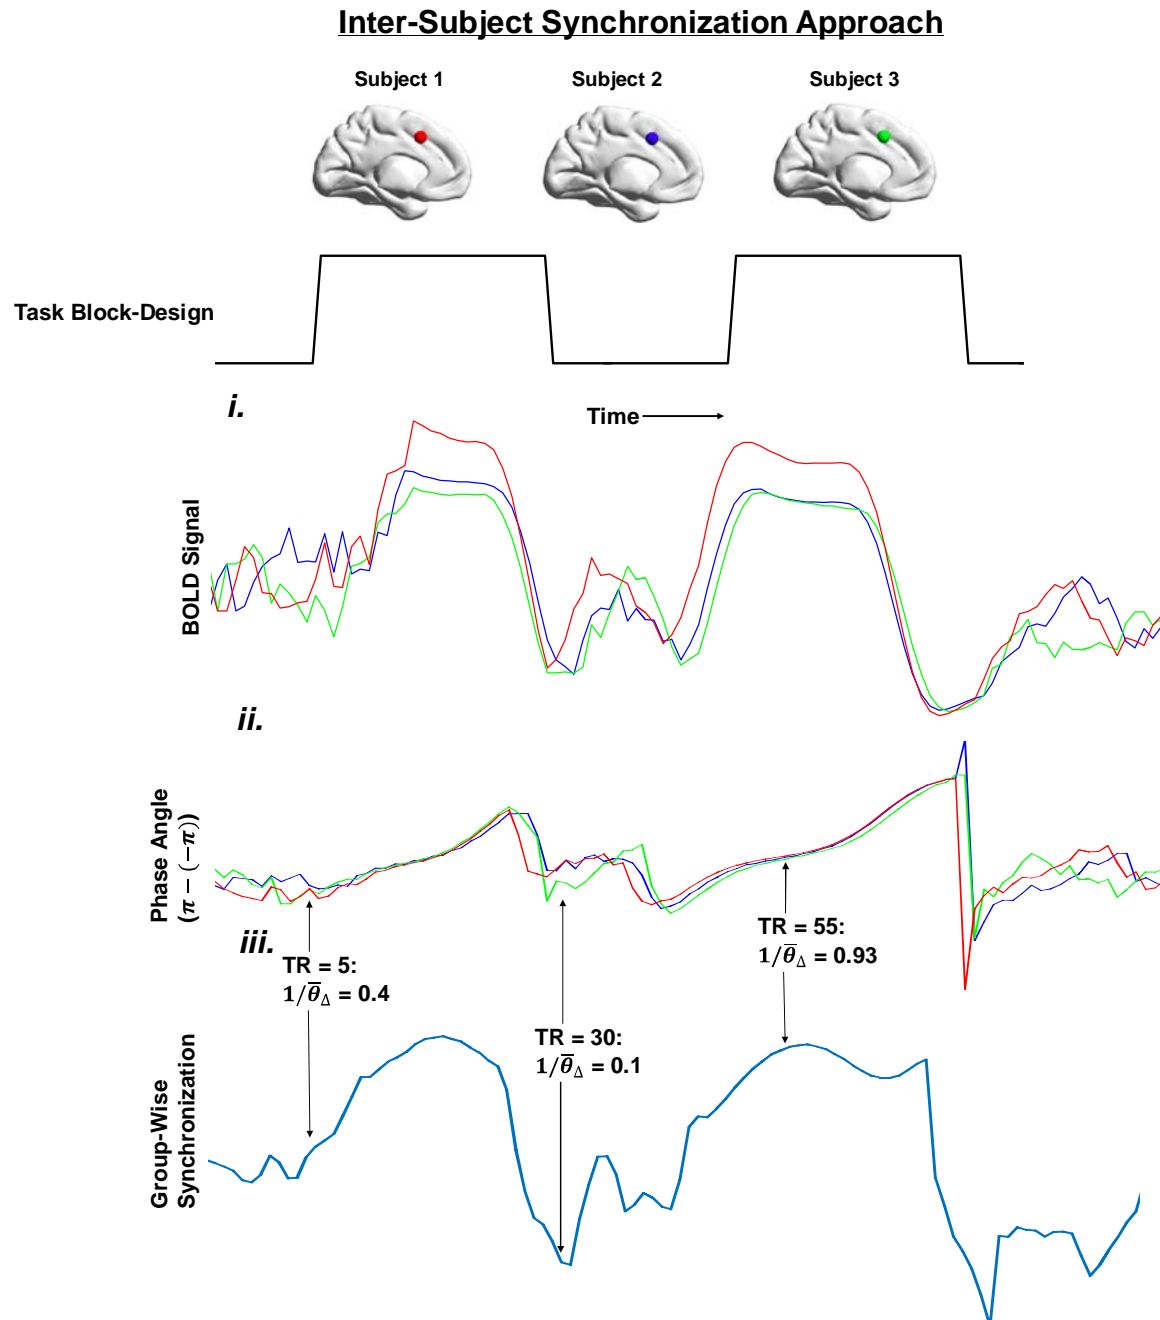 Inter-Subject Synchronization Approach
Subject 1
Subject 2
Subject 3
Task Block-Design
i.
Time
BOLD Signal
ii.
Phase Angle
(π − (−π))
iii.
TR = 5:
1/θ̅Δ = 0.4
TR = 30:
1/θ̅Δ = 0.1
TR = 55:
1/θ̅Δ = 0.93
Group-Wise
Synchronization